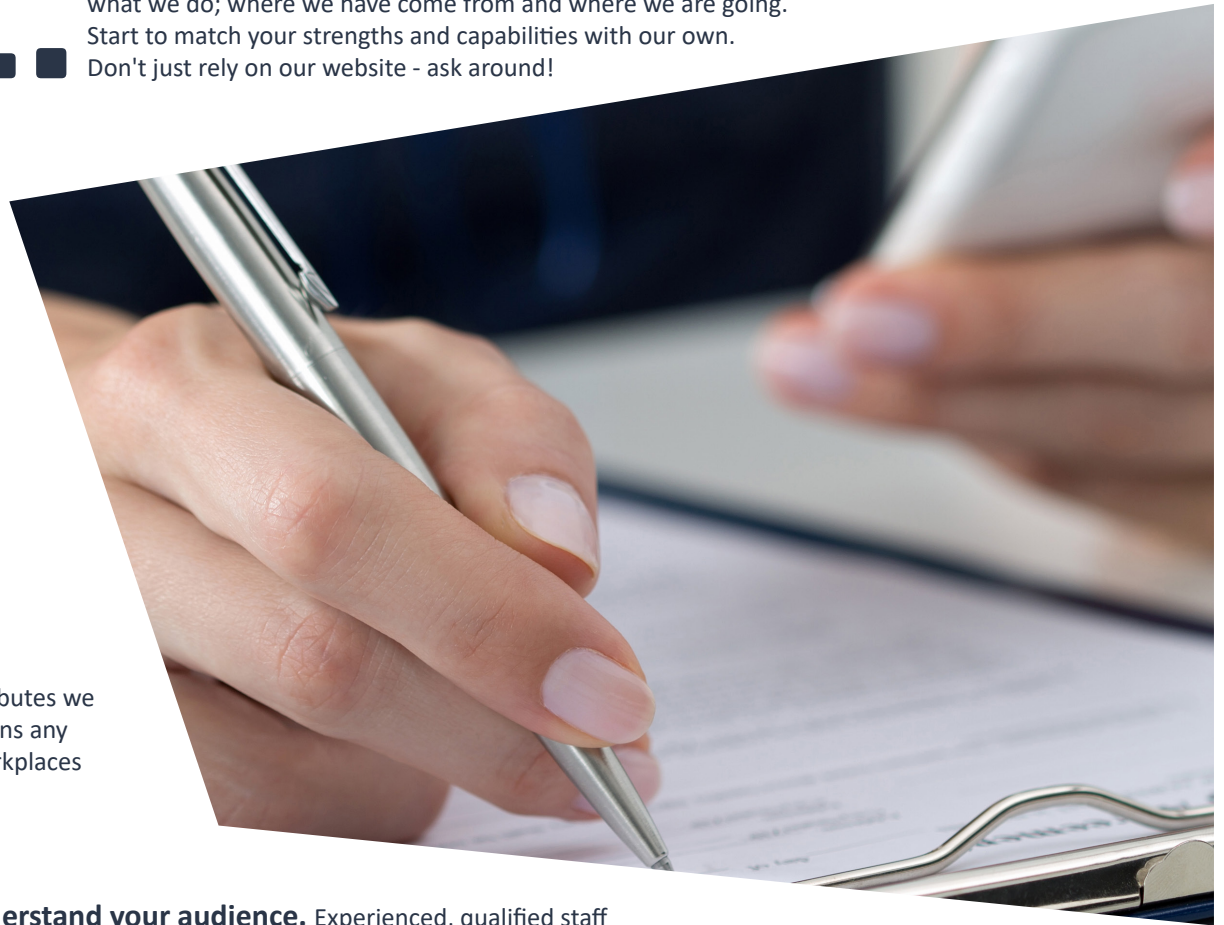 what we do; where we have come from and where we are going.
Start to match your strengths and capabilities with our own.
Don't just rely on our website - ask around!
butes we
ns any
rkplaces
erstand your audience. Experienced, qualified staff